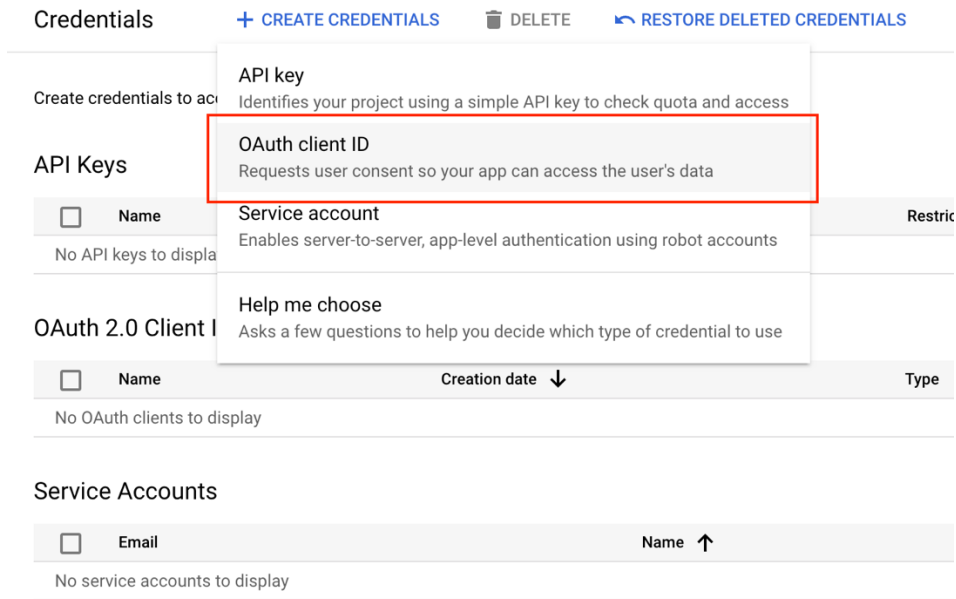 Credentials
CREATE CREDENTIALS
DELETE
RESTORE DELETED CREDENTIALS
API key
Identifies your project using a simple API key to check quota and access
Create credentials to
OAuth client ID
Requests user consent so your app can access the user's data
API Keys
Service account
Enables server-to-server, app-level authentication using robot accounts
Name
No API keys to
Help me choose
Asks a few questions to help you decide which type of credential to use
OAuth 2.0 Client
Name
Creation date
Type
No OAuth clients to display
Service Accounts
Email
Name
No service accounts to display